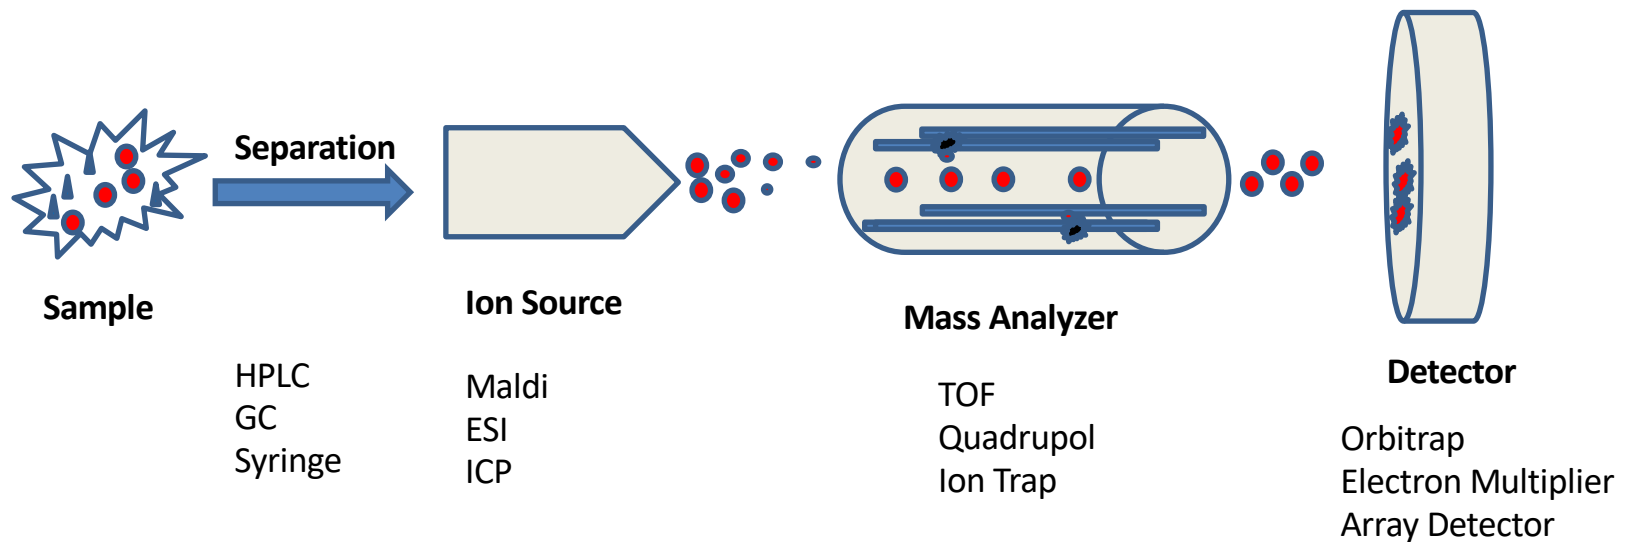 Separation
Sample
Ion Source
Mass Analyzer
Detector
HPLC
GC
Syringe
Maldi
ESI
ICP
TOF
Quadrupol
Ion Trap
Orbitrap
Electron Multiplier
Array Detector